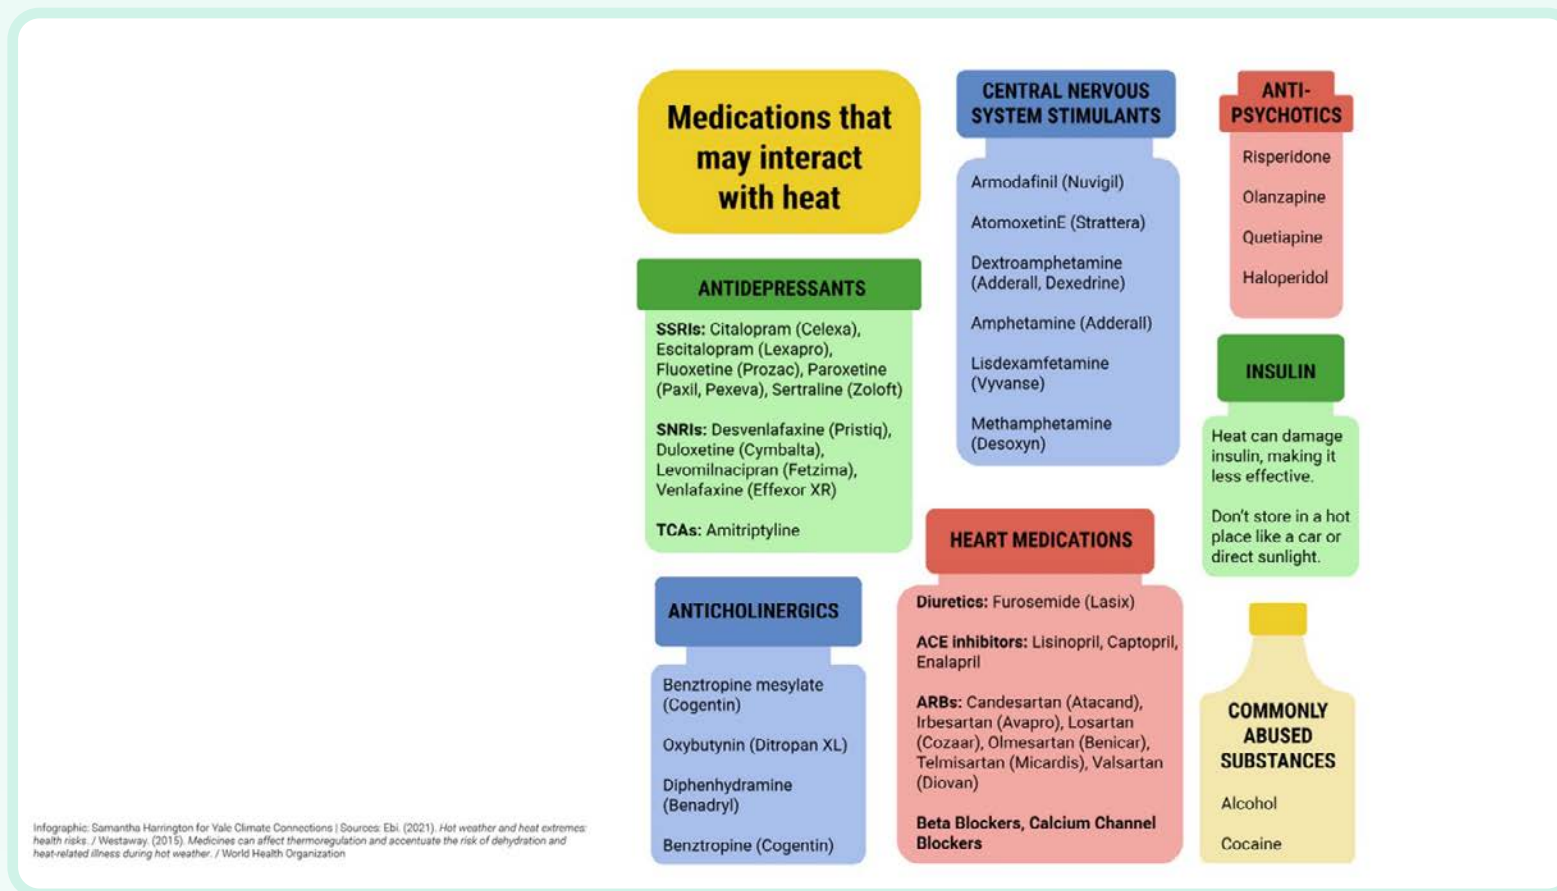 Medications that
may interact
with heat
ANTIDEPRESSANTS
SSRIs: Citalopram (Celexa),
Escitalopram (Lexapro),
Fluoxetine (Prozac), Paroxetine
(Paxil, Pexeva), Sertraline (Zoloft)
SNRIs: Desvenlafaxine (Pristiq),
Duloxetine (Cymbalta),
Levomilnacipran (Fetzima),
Venlafaxine (Effexor XR)
TCAs: Amitriptyline
ANTICHOLINERGICS
Benztropine mesylate
(Cogentin)
Oxybutynin (Ditropan XL)
Diphenhydramine
(Benadryl)
Benztropine (Cogentin)
CENTRAL NERVOUS
SYSTEM STIMULANTS
Armodafinil (Nuvigil)
AtomoxetinE (Strattera)
Dextroamphetamine
(Adderall, Dexedrine)
Amphetamine (Adderall)
Lisdexamfetamine
(Vyvanse)
Methamphetamine
(Desoxyn)
HEART MEDICATIONS
Diuretics: Furosemide (Lasix)
ACE inhibitors: Lisinopril, Captopril,
Enalapril
ARBs: Candesartan (Atacand),
Irbesartan (Avapro), Losartan
(Cozaar), Olmesartan (Benicar),
Telmisartan (Micardis), Valsartan
(Diovan)
Beta Blockers, Calcium Channel
Blockers
ANTI-
PSYCHOTICS
Risperidone
Olanzapine
Quetiapine
Haloperidol
INSULIN
Heat can damage
insulin, making it
less effective.
Don't store in a hot
place like a car or
direct sunlight.
COMMONLY
ABUSED
SUBSTANCES
Alcohol
Cocaine
Infographic: Samantha Harrington for Yale Climate Connections | Sources: Ebi. (2021). Hot weather and heat extremes:
health risks. / Westaway. (2015). Medicines can affect thermoregulation and accentuate the risk of dehydration and
heat-related illness during hot weather. / World Health Organization